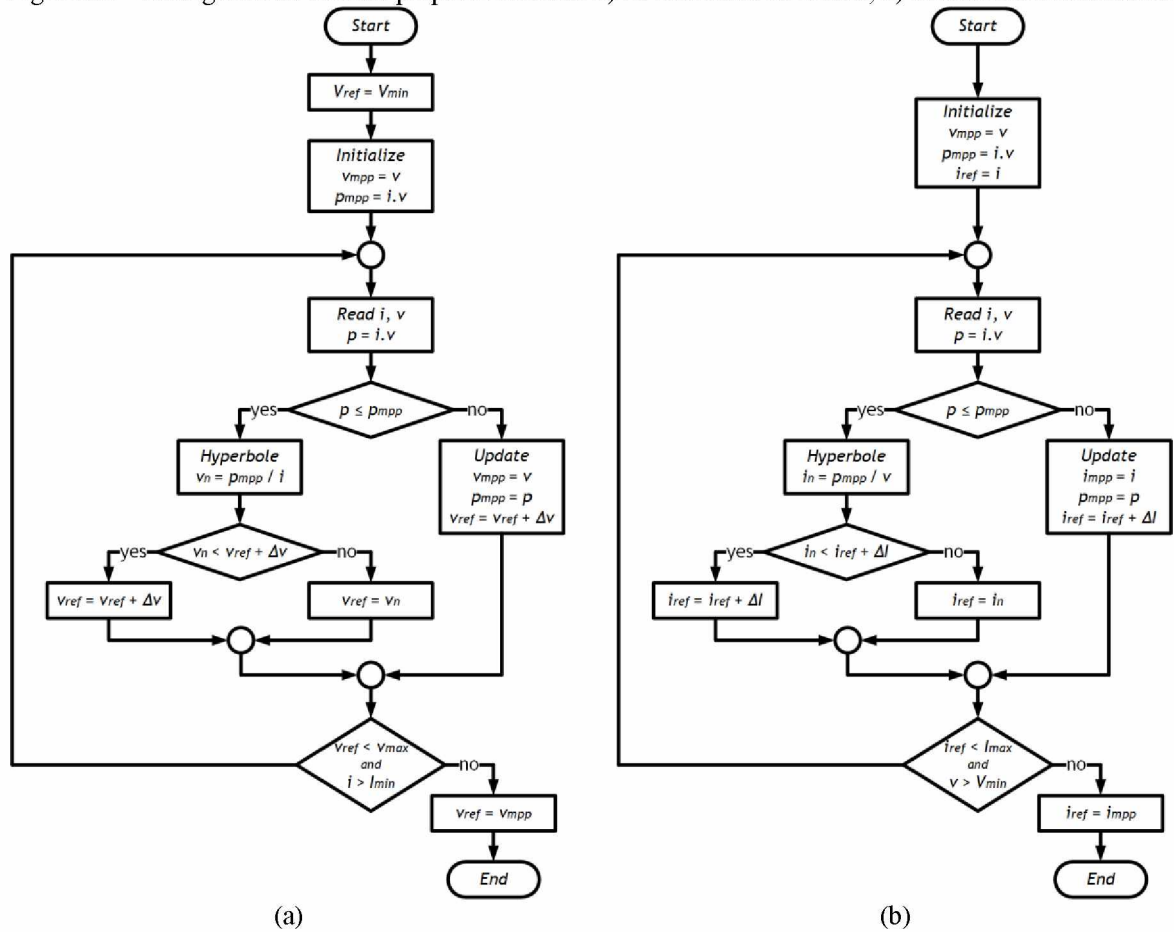 Start
Vref = Vmin
Initialize
vmpp = v
pmpp = i.v
Read i, v
p = i.v
p ≤ pmpp
yes
no
Hyperbole
vn = pmpp / i
Update
vmpp = v
pmpp = p
vref = vref + Δv
vn < vref + Δv
yes
no
vref = vref + Δv
vref = vn
vref < vmax
and
i > Imin
no
vref = vmpp
End
(a)
Start
Initialize
vmpp = v
pmpp = i.v
iref = i
Read i, v
p = i.v
p ≤ pmpp
yes
no
Hyperbole
in = pmpp / v
Update
impp = i
pmpp = p
iref = iref + ΔI
in < iref + ΔI
yes
no
iref = iref + ΔI
iref = in
iref < Imax
and
v > Vmin
no
iref = impp
End
(b)